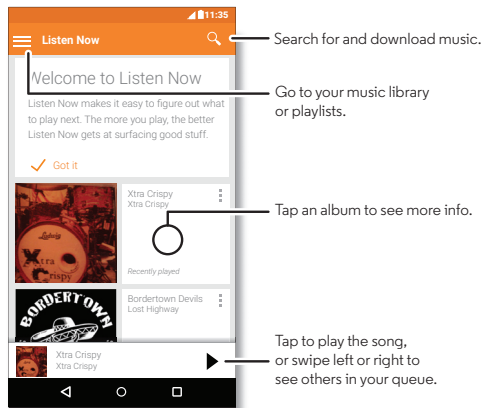 11:35
Listen Now
Search for and download music.
Welcome to Listen Now
Listen Now makes it easy to figure out what
to play next. The more you play, the better
Listen Now gets at surfacing good stuff.
Got it
Go to your music library
or playlists.
Ludwig
Xtra
Crispy
Xtra Crispy
Xtra Crispy
Recently played
Tap an album to see more info.
BORDERTOWN
Bordertown Devils
Lost Highway
Xtra Crispy
Xtra Crispy
Tap to play the song,
or swipe left or right to
see others in your queue.